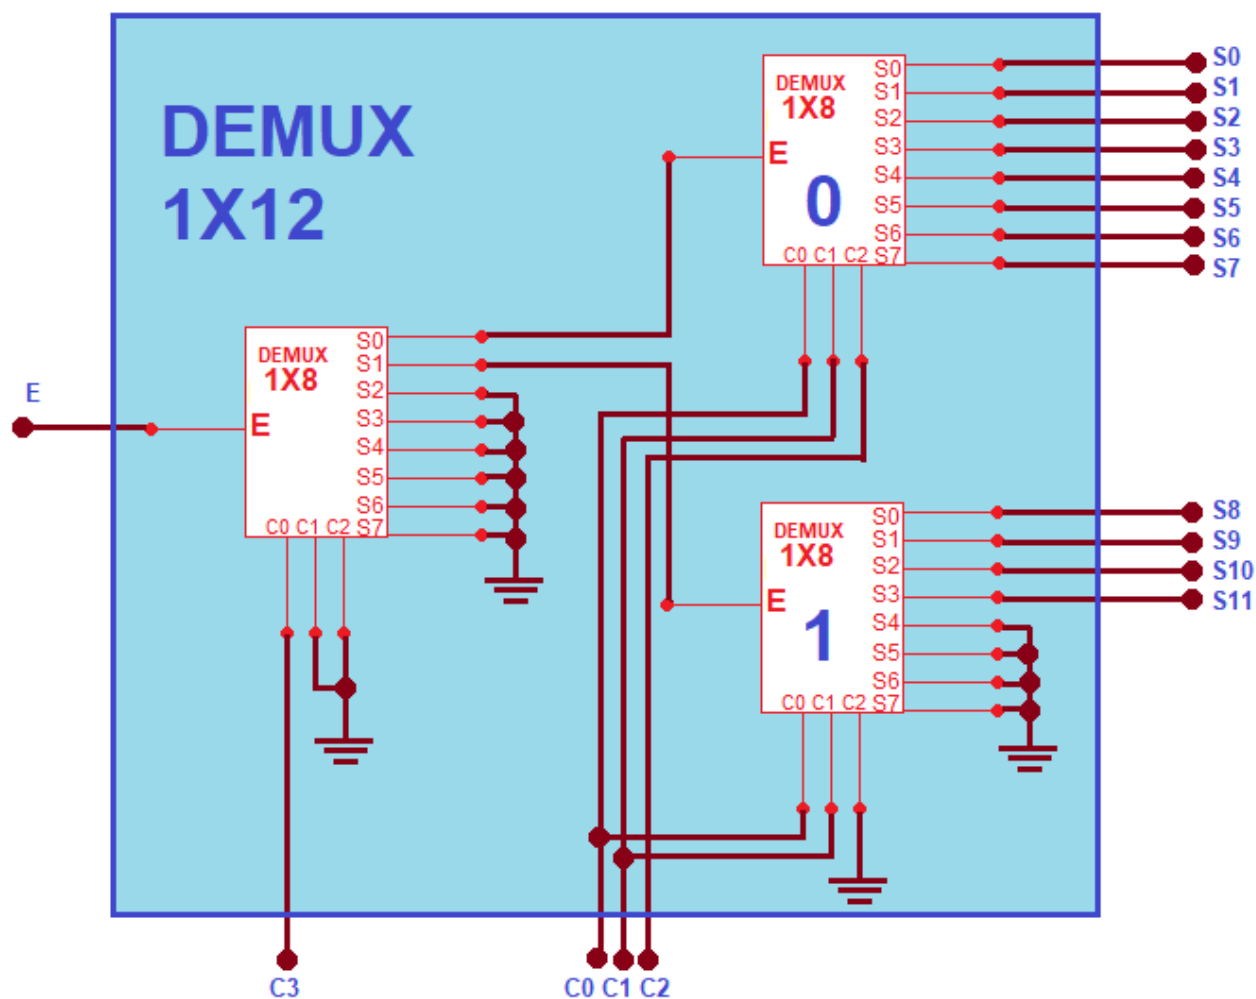 DEMUX
1X12
E
DEMUX
1X8
E
S0
S1
S2
S3
S4
S5
S6
S7
C0 C1 C2
C3
DEMUX
1X8
E
0
S0
S1
S2
S3
S4
S5
S6
S7
C0 C1 C2
S0
S1
S2
S3
S4
S5
S6
S7
DEMUX
1X8
E
1
S0
S1
S2
S3
S4
S5
S6
S7
C0 C1 C2
S8
S9
S10
S11
C0 C1 C2